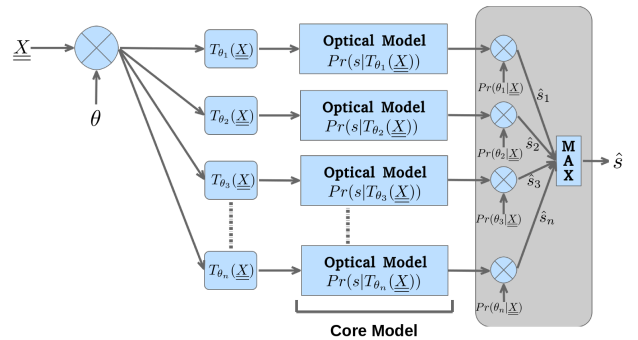 X
θ
T_{θ_1}(X)
Optical Model
Pr(s|T_{θ_1}(X))
Pr(θ_1|X)
ŝ_1
T_{θ_2}(X)
Optical Model
Pr(s|T_{θ_2}(X))
Pr(θ_2|X)
ŝ_2
T_{θ_3}(X)
Optical Model
Pr(s|T_{θ_3}(X))
Pr(θ_3|X)
ŝ_3
T_{θ_n}(X)
Optical Model
Pr(s|T_{θ_n}(X))
Pr(θ_n|X)
ŝ_n
M
A
X
ŝ
Core Model